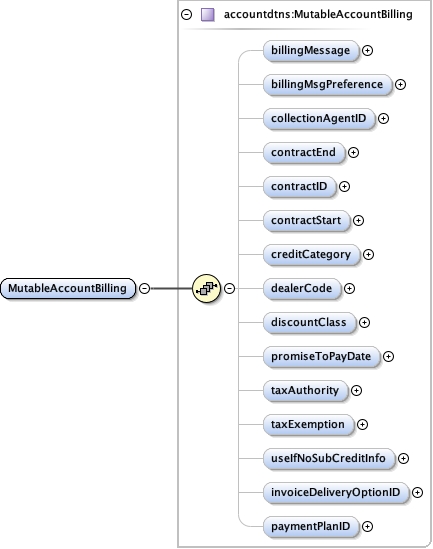 accountdtns:MutableAccountBilling
billingMessage
billingMsgPreference
collectionAgentID
contractEnd
contractID
contractStart
creditCategory
MutableAccountBilling
dealerCode
discountClass
promiseToPayDate
taxAuthority
taxExemption
useIfNoSubCreditInfo
invoiceDeliveryOptionID
paymentPlanID